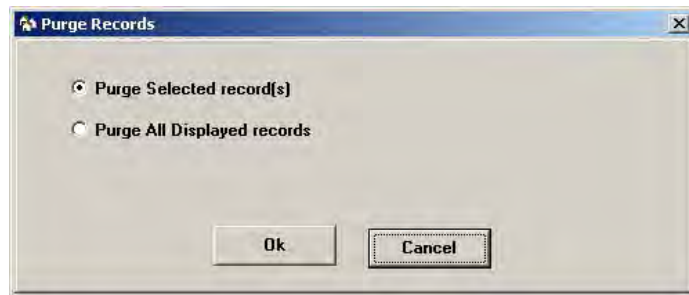 Purge Records
Purge Selected record(s)
Purge All Displayed records
Ok
Cancel